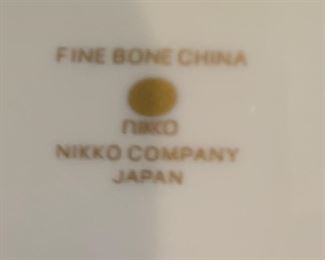 FINE BONE CHINA
nikko
NIKKO COMPANY
JAPAN